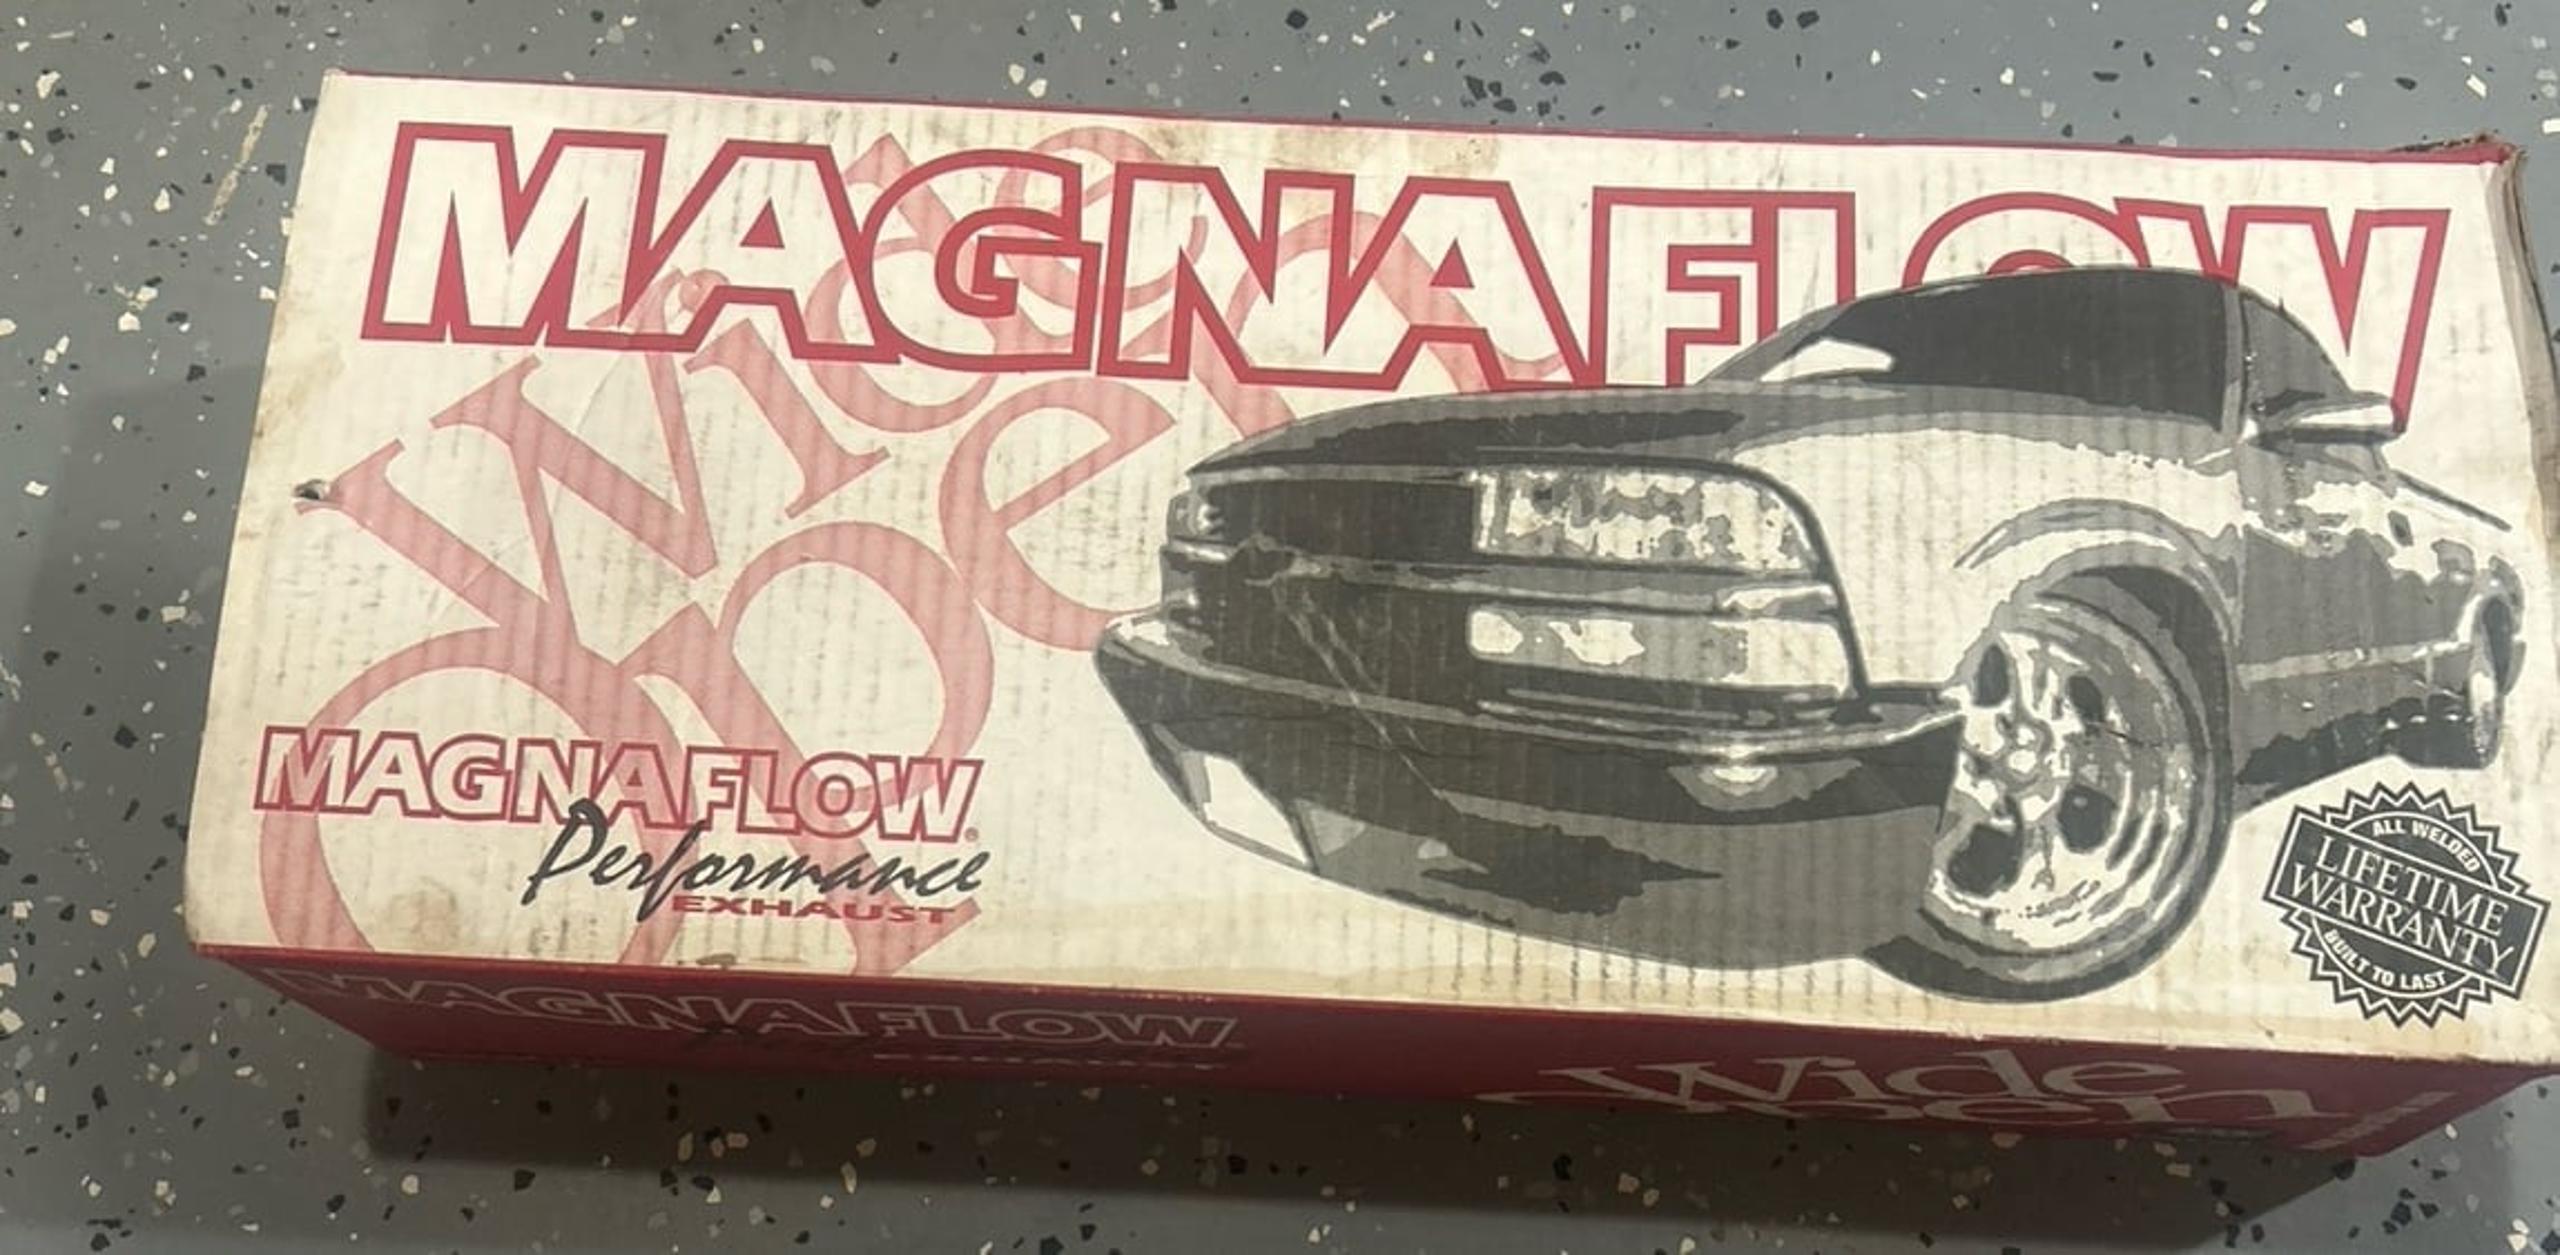 MAGNAFLOW
Wide
Open
MAGNAFLOW®
Performance
EXHAUST
ALL WELDED
LIFETIME
WARRANTY
BUILT TO LAST
MAGNAFLOW
Wide
Open